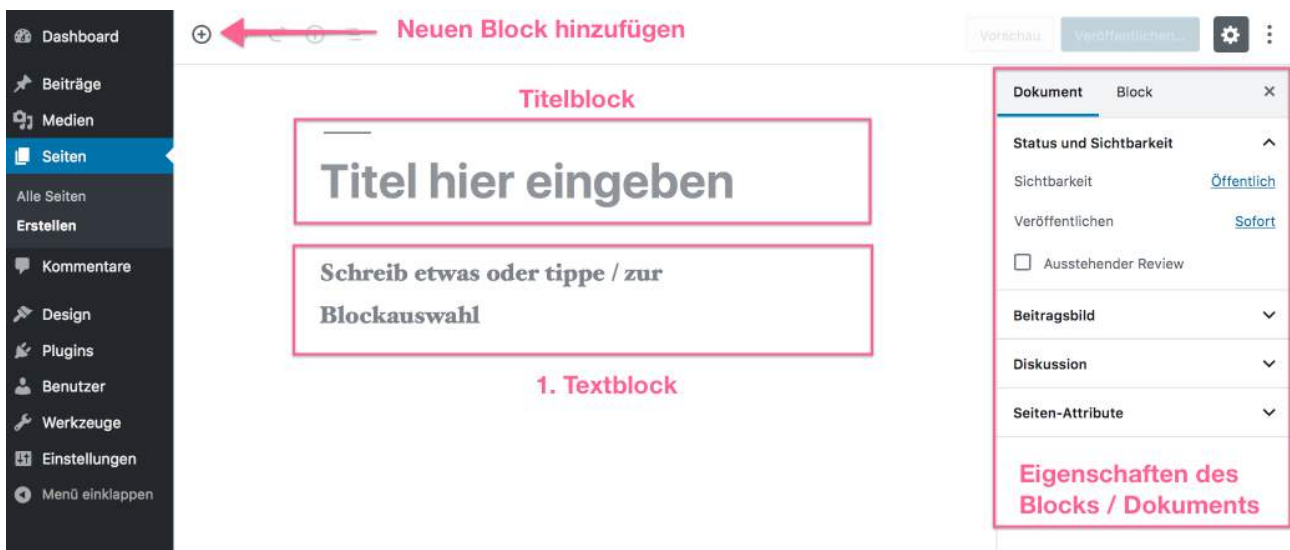 Dashboard
Beiträge
Medien
Seiten
Alle Seiten
Erstellen
Kommentare
Design
Plugins
Benutzer
Werkzeuge
Einstellungen
Menü einklappen
Neuen Block hinzufügen
Vorschau
Veröffentlichen...
Titelblock
Titel hier eingeben
Schreib etwas oder tippe / zur
Blockauswahl
1. Textblock
Dokument Block
Status und Sichtbarkeit
Sichtbarkeit Öffentlich
Veröffentlichen Sofort
Ausstehender Review
Beitragsbild
Diskussion
Seiten-Attribute
Eigenschaften des
Blocks / Dokuments